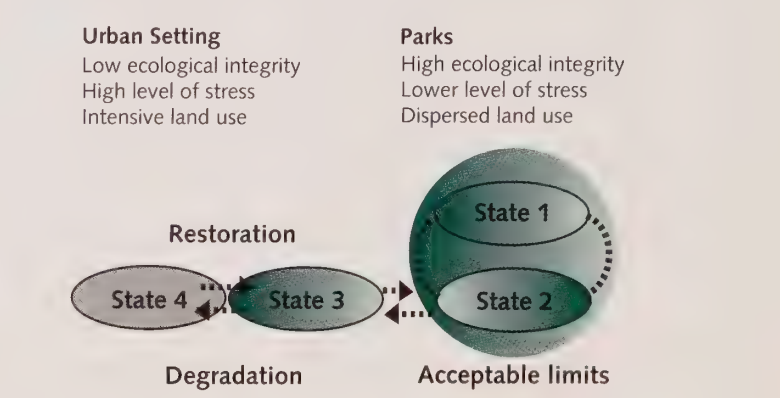 Urban Setting
Low ecological integrity
High level of stress
Intensive land use
Parks
High ecological integrity
Lower level of stress
Dispersed land use
State 1
Restoration
State 4
State 3
State 2
Degradation
Acceptable limits